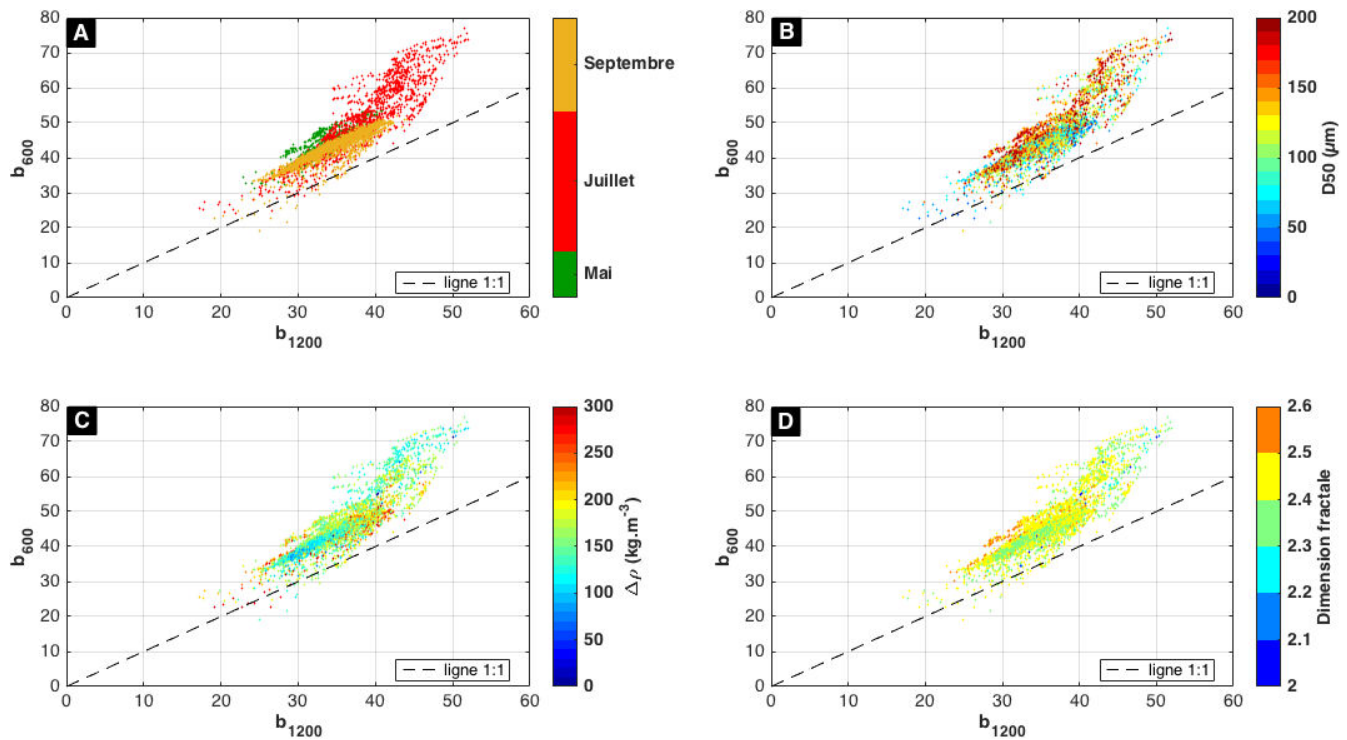 A
80
70
60
50
40
30
20
10
0
b600
0 10 20 30 40 50 60
b1200
ligne 1:1
Septembre
Juillet
Mai
B
80
70
60
50
40
30
20
10
0
b600
0 10 20 30 40 50 60
b1200
ligne 1:1
200
150
100
50
0
D50 (µm)
C
80
70
60
50
40
30
20
10
0
b600
0 10 20 30 40 50 60
b1200
ligne 1:1
300
250
200
150
100
50
0
Δρ (kg.m-3)
D
80
70
60
50
40
30
20
10
0
b600
0 10 20 30 40 50 60
b1200
ligne 1:1
2.6
2.5
2.4
2.3
2.2
2.1
2
Dimension fractale